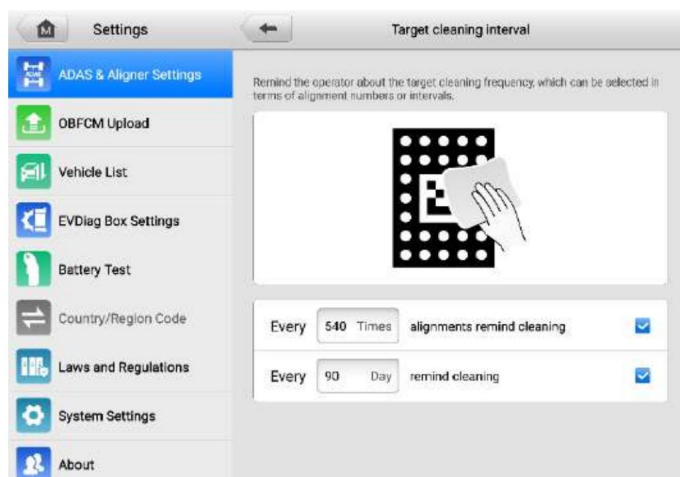 Settings
Target cleaning interval
ADAS & Aligner Settings
OBFCM Upload
Vehicle List
EVDiag Box Settings
Battery Test
Country/Region Code
Laws and Regulations
System Settings
About
Remind the operator about the target cleaning frequency, which can be selected in
terms of alignment numbers or intervals.
Every 540 Times alignments remind cleaning
Every 90 Day remind cleaning